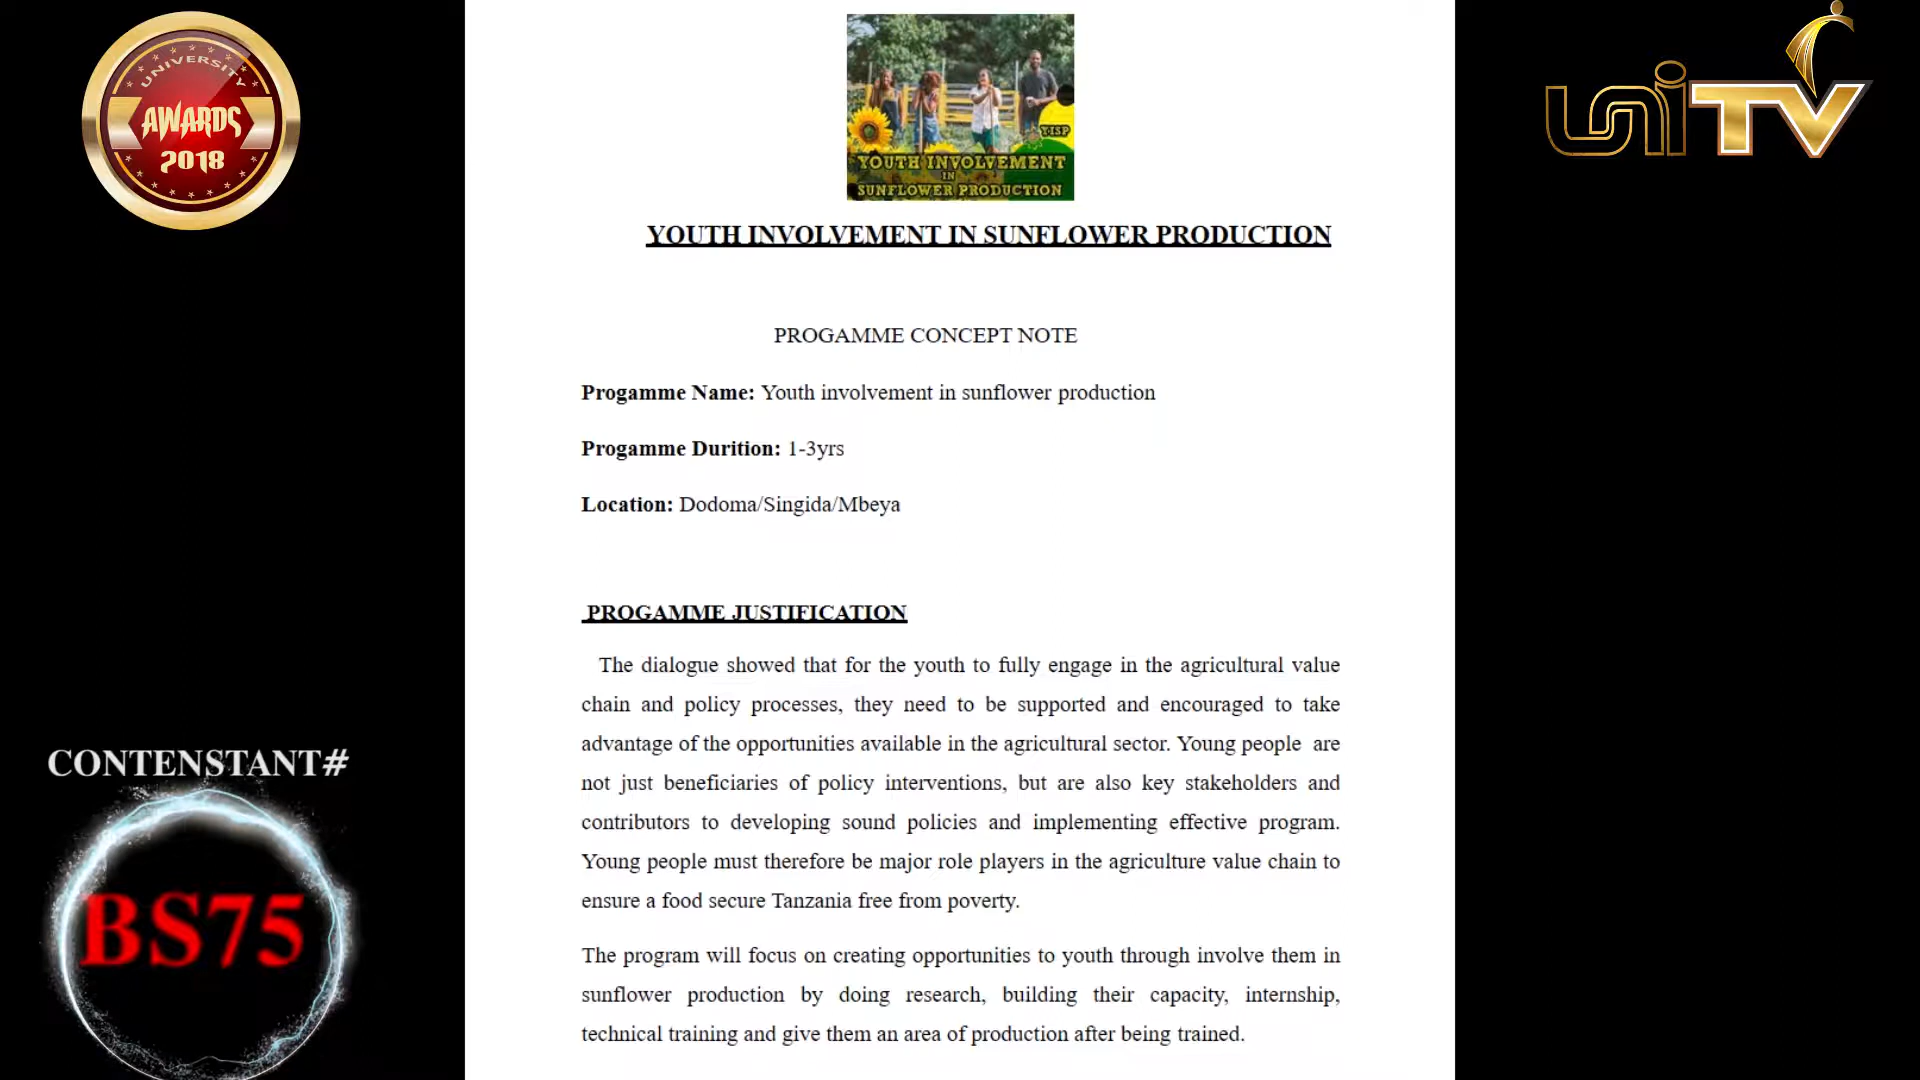 UNIVERSITY
AWARDS
2018
UNiTV
Y-ISP
YOUTH INVOLVEMENT
IN
SUNFLOWER PRODUCTION
YOUTH INVOLVEMENT IN SUNFLOWER PRODUCTION
PROGAMME CONCEPT NOTE
Progamme Name: Youth involvement in sunflower production
Progamme Durition: 1-3yrs
Location: Dodoma/Singida/Mbeya
PROGAMME JUSTIFICATION
The dialogue showed that for the youth to fully engage in the agricultural value
chain and policy processes, they need to be supported and encouraged to take
advantage of the opportunities available in the agricultural sector. Young people are
not just beneficiaries of policy interventions, but are also key stakeholders and
contributors to developing sound policies and implementing effective program.
Young people must therefore be major role players in the agriculture value chain to
ensure a food secure Tanzania free from poverty.
The program will focus on creating opportunities to youth through involve them in
sunflower production by doing research, building their capacity, internship,
technical training and give them an area of production after being trained.
CONTENSTANT#
BS75